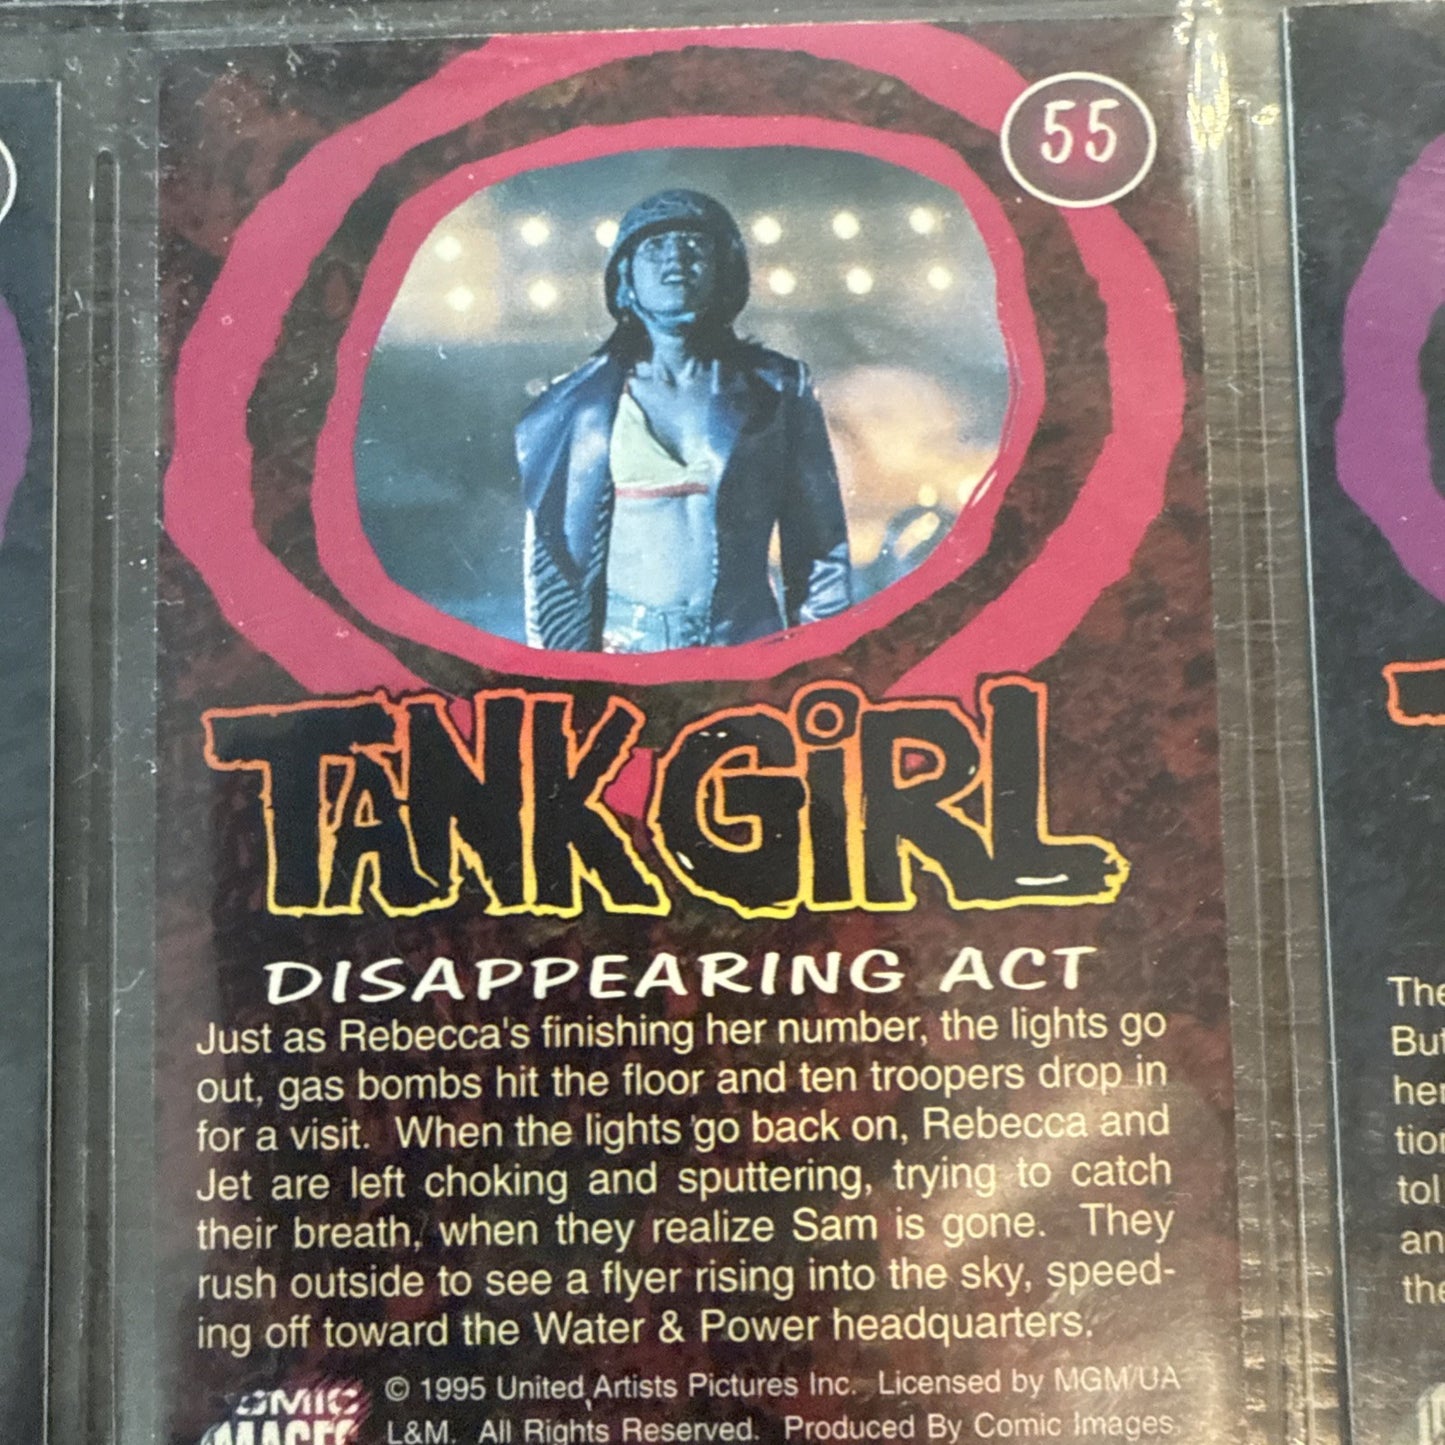 55
TANK GiRL
DISAPPEARING ACT
Just as Rebecca's finishing her number, the lights go
out, gas bombs hit the floor and ten troopers drop in
for a visit. When the lights go back on, Rebecca and
Jet are left choking and sputtering, trying to catch
their breath, when they realize Sam is gone. They
rush outside to see a flyer rising into the sky, speed-
ing off toward the Water & Power headquarters.
© 1995 United Artists Pictures Inc. Licensed by MGM/UA
L&M. All Rights Reserved. Produced By Comic Images.